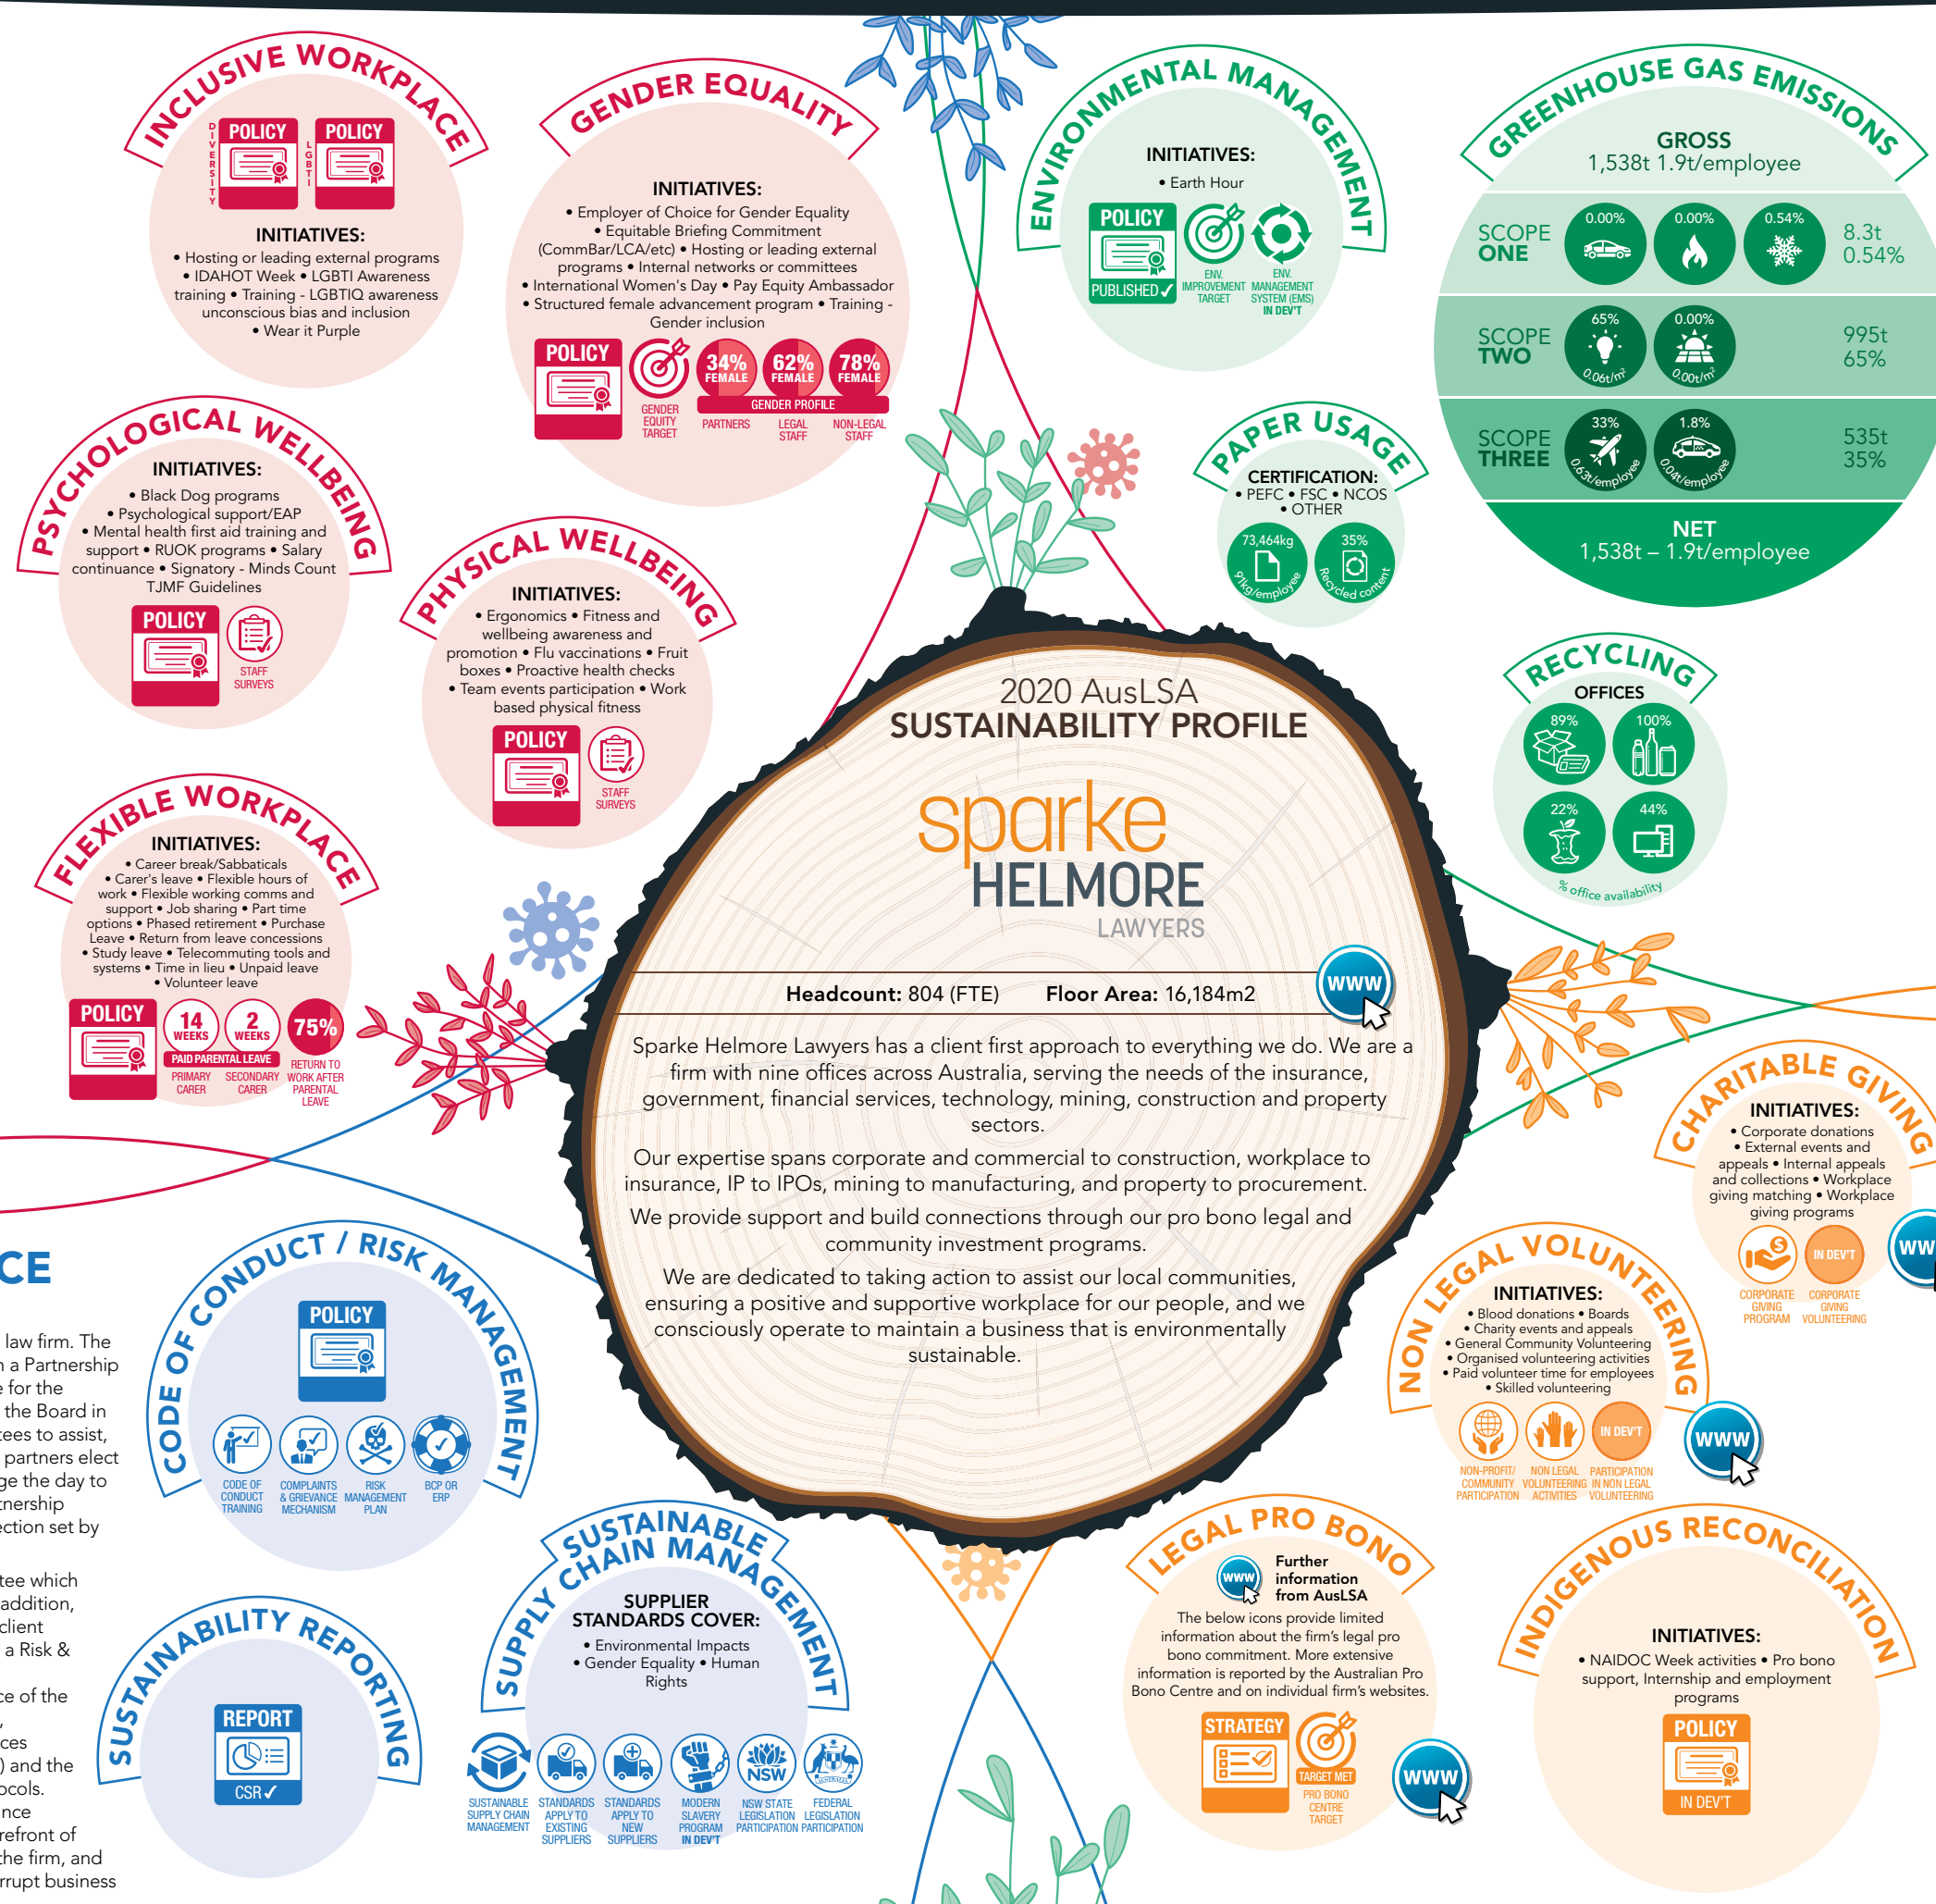 INCLUSIVE WORKPLACE
DIVERSITY
POLICY
LGBTI
POLICY
INITIATIVES:
• Hosting or leading external programs
• IDAHOT Week • LGBTI Awareness
training • Training - LGBTIQ awareness
unconscious bias and inclusion
• Wear it Purple
GENDER EQUALITY
INITIATIVES:
• Employer of Choice for Gender Equality
• Equitable Briefing Commitment
(CommBar/LCA/etc) • Hosting or leading external
programs • Internal networks or committees
• International Women's Day • Pay Equity Ambassador
• Structured female advancement program • Training -
Gender inclusion
POLICY
GENDER
EQUITY
TARGET
34%
FEMALE
62%
FEMALE
78%
FEMALE
GENDER PROFILE
PARTNERS
LEGAL
STAFF
NON-LEGAL
STAFF
ENVIRONMENTAL MANAGEMENT
INITIATIVES:
• Earth Hour
POLICY
PUBLISHED ✓
ENV.
IMPROVEMENT
TARGET
ENV.
MANAGEMENT
SYSTEM (EMS)
IN DEV'T
GREENHOUSE GAS EMISSIONS
GROSS
1,538t 1.9t/employee
SCOPE
ONE
0.00%
0.00%
0.54%
8.3t
0.54%
SCOPE
TWO
65%
0.06t/m²
0.00%
0.00t/m²
995t
65%
SCOPE
THREE
33%
0.63t/employee
1.8%
0.04t/employee
535t
35%
NET
1,538t – 1.9t/employee
PSYCHOLOGICAL WELLBEING
INITIATIVES:
• Black Dog programs
• Psychological support/EAP
• Mental health first aid training and
support • RUOK programs • Salary
continuance • Signatory - Minds Count
TJMF Guidelines
POLICY
STAFF
SURVEYS
PHYSICAL WELLBEING
INITIATIVES:
• Ergonomics • Fitness and
wellbeing awareness and
promotion • Flu vaccinations • Fruit
boxes • Proactive health checks
• Team events participation • Work
based physical fitness
POLICY
STAFF
SURVEYS
PAPER USAGE
CERTIFICATION:
• PEFC • FSC • NCOS
• OTHER
73,464kg
91kg/employee
35%
Recycled content
RECYCLING
OFFICES
89%
100%
22%
44%
% office availability
FLEXIBLE WORKPLACE
INITIATIVES:
• Career break/Sabbaticals
• Carer's leave • Flexible hours of
work • Flexible working comms and
support • Job sharing • Part time
options • Phased retirement • Purchase
Leave • Return from leave concessions
• Study leave • Telecommuting tools and
systems • Time in lieu • Unpaid leave
• Volunteer leave
POLICY
14
WEEKS
2
WEEKS
75%
PAID PARENTAL LEAVE
PRIMARY
CARER
SECONDARY
CARER
RETURN TO
WORK AFTER
PARENTAL
LEAVE
2020 AusLSA
SUSTAINABILITY PROFILE
sparke
HELMORE
LAWYERS
Headcount: 804 (FTE) Floor Area: 16,184m2
www
Sparke Helmore Lawyers has a client first approach to everything we do. We are a
firm with nine offices across Australia, serving the needs of the insurance,
government, financial services, technology, mining, construction and property
sectors.
Our expertise spans corporate and commercial to construction, workplace to
insurance, IP to IPOs, mining to manufacturing, and property to procurement.
We provide support and build connections through our pro bono legal and
community investment programs.
We are dedicated to taking action to assist our local communities,
ensuring a positive and supportive workplace for our people, and we
consciously operate to maintain a business that is environmentally
sustainable.
CHARITABLE GIVING
INITIATIVES:
• Corporate donations
• External events and
appeals • Internal appeals
and collections • Workplace
giving matching • Workplace
giving programs
CORPORATE
GIVING
PROGRAM
IN DEV'T
CORPORATE
GIVING
VOLUNTEERING
NON LEGAL VOLUNTEERING
INITIATIVES:
• Blood donations • Boards
• Charity events and appeals
• General Community Volunteering
• Organised volunteering activities
• Paid volunteer time for employees
• Skilled volunteering
NON-PROFIT/
COMMUNITY
PARTICIPATION
NON LEGAL
VOLUNTEERING
ACTIVITIES
IN DEV'T
PARTICIPATION
IN NON LEGAL
VOLUNTEERING
www
CE
law firm. The
n a Partnership
e for the
the Board in
tees to assist,
partners elect
ge the day to
tnership
ection set by
tee which
addition,
client
a Risk &
ce of the
,
ces
) and the
ocols.
ance
refront of
the firm, and
rrupt business
CODE OF CONDUCT / RISK MANAGEMENT
POLICY
CODE OF
CONDUCT
TRAINING
COMPLAINTS
& GRIEVANCE
MECHANISM
RISK
MANAGEMENT
PLAN
BCP OR
ERP
SUSTAINABILITY REPORTING
REPORT
CSR ✓
SUSTAINABLE
SUPPLY CHAIN MANAGEMENT
SUPPLIER
STANDARDS COVER:
• Environmental Impacts
• Gender Equality • Human
Rights
SUSTAINABLE
SUPPLY CHAIN
MANAGEMENT
STANDARDS
APPLY TO
EXISTING
SUPPLIERS
STANDARDS
APPLY TO
NEW
SUPPLIERS
MODERN
SLAVERY
PROGRAM
IN DEV'T
NSW
NSW STATE
LEGISLATION
PARTICIPATION
AUSTRALIA
FEDERAL
LEGISLATION
PARTICIPATION
LEGAL PRO BONO
www
Further
information
from AusLSA
The below icons provide limited
information about the firm's legal pro
bono commitment. More extensive
information is reported by the Australian Pro
Bono Centre and on individual firm's websites.
STRATEGY
TARGET MET
PRO BONO
CENTRE
TARGET
www
INDIGENOUS RECONCILIATION
INITIATIVES:
• NAIDOC Week activities • Pro bono
support, Internship and employment
programs
POLICY
IN DEV'T